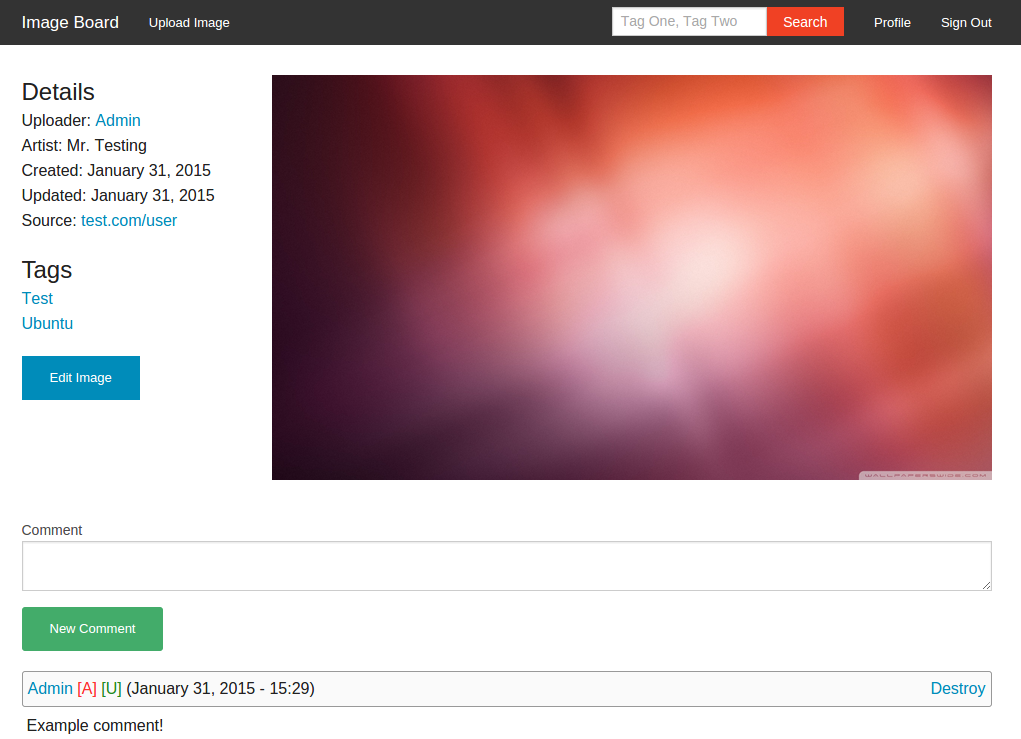 Image Board Upload Image Tag One, Tag Two Search Profile Sign Out
Details
Uploader: Admin
Artist: Mr. Testing
Created: January 31, 2015
Updated: January 31, 2015
Source: test.com/user
Tags
Test
Ubuntu
Edit Image
Comment
New Comment
Admin [A] [U] (January 31, 2015 - 15:29) Destroy
Example comment!